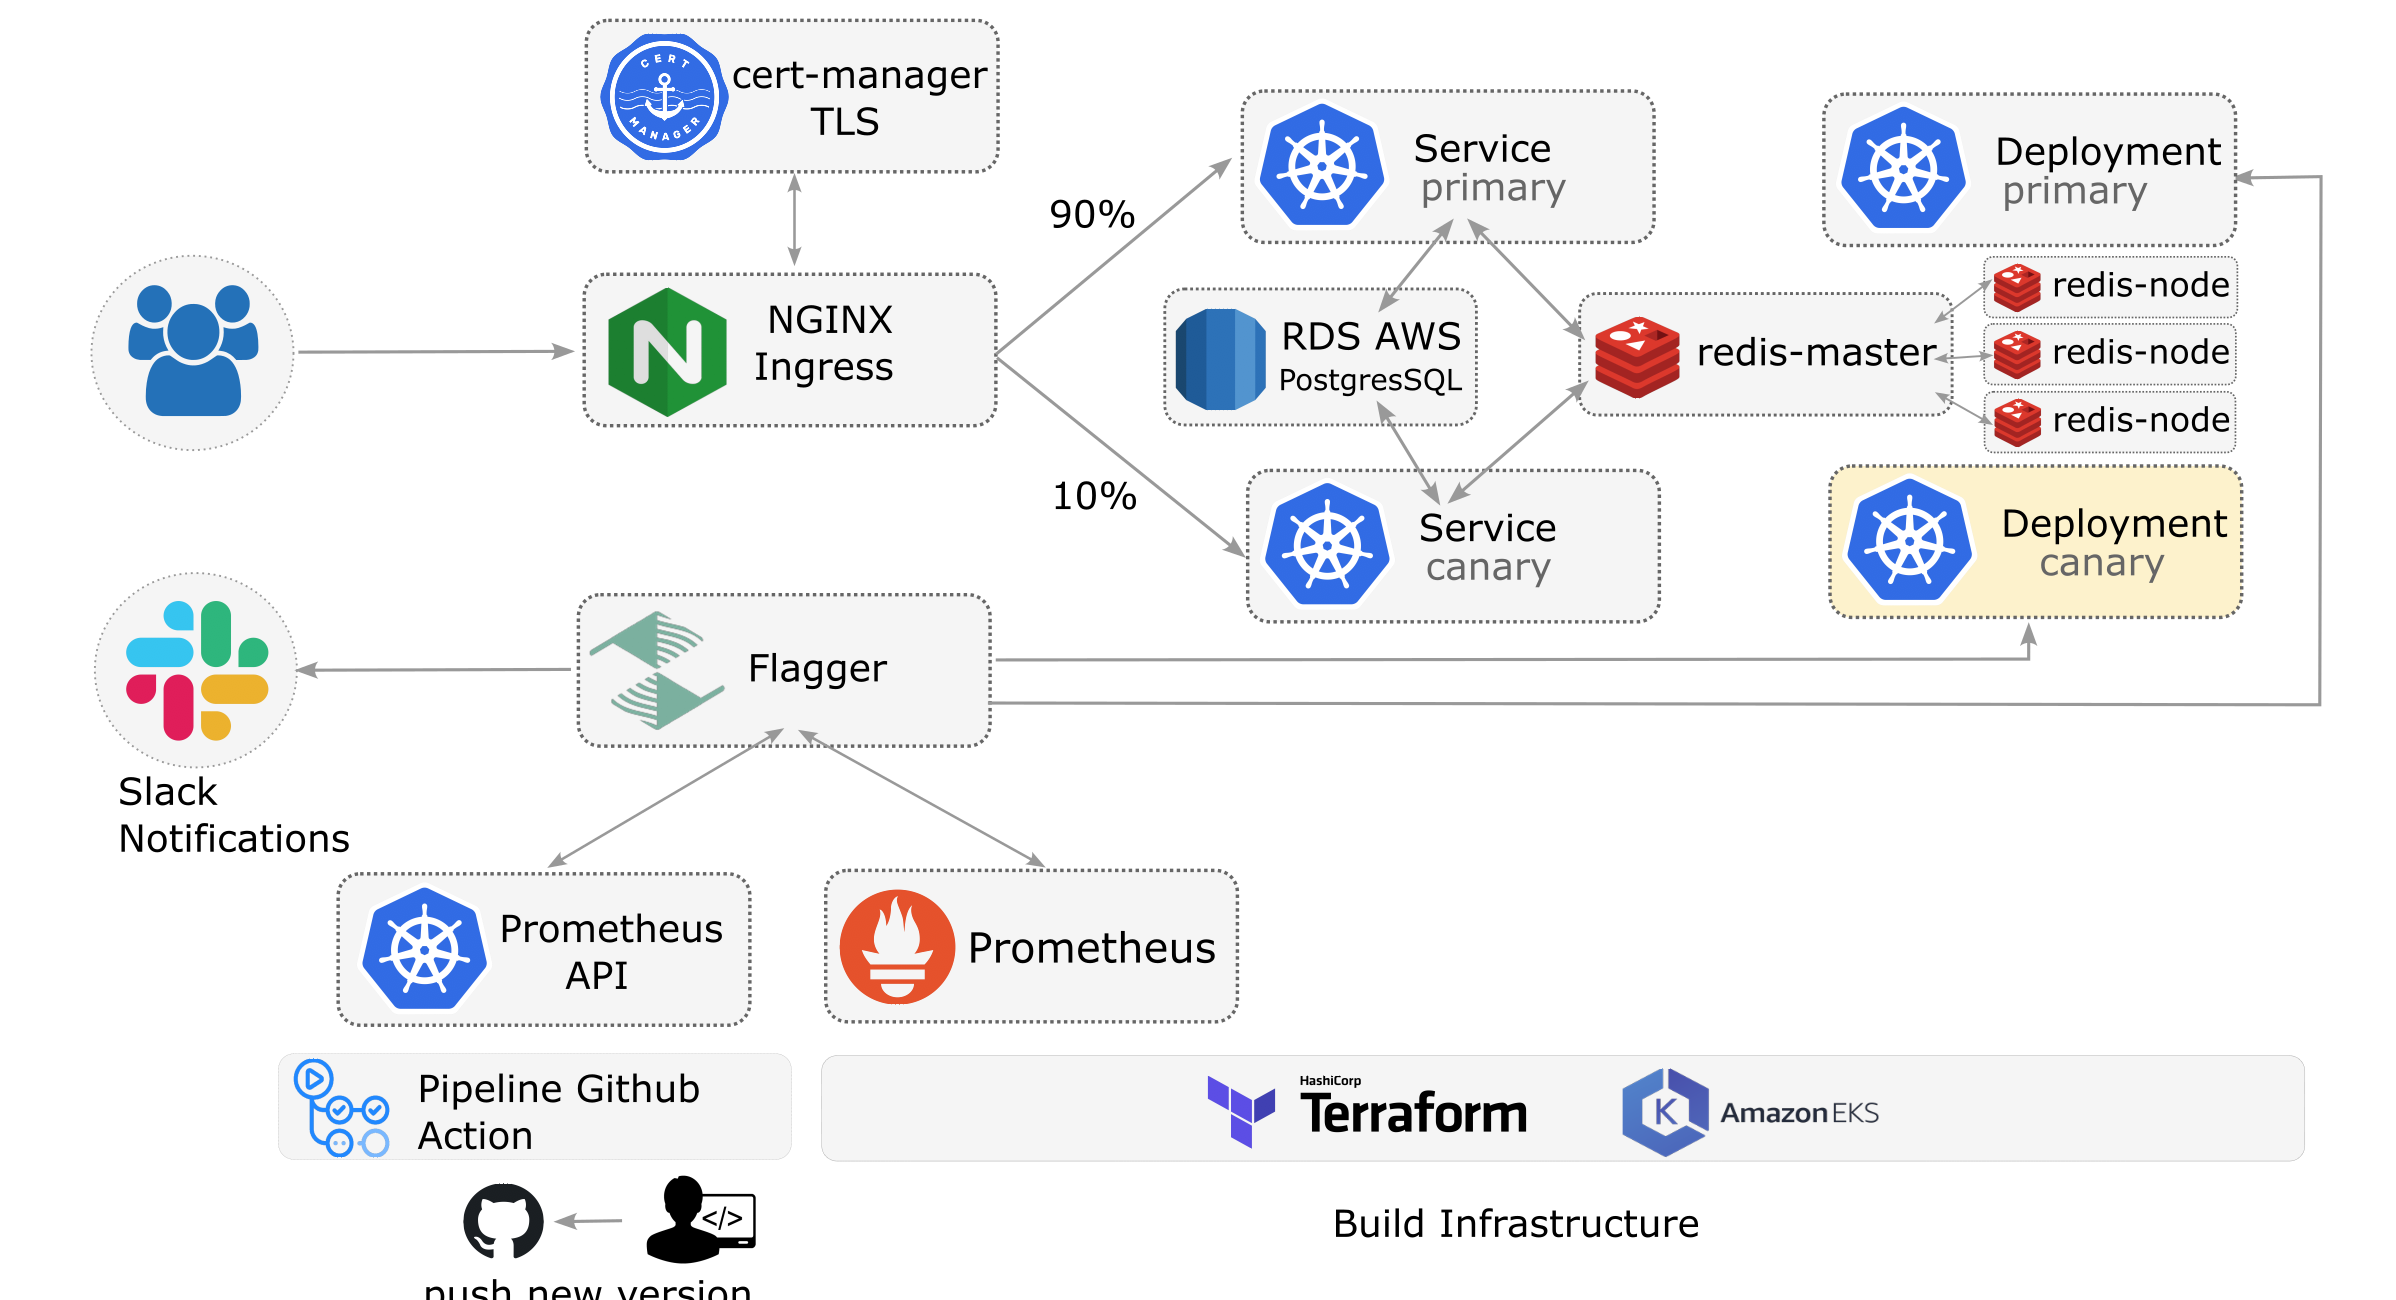 CERT
MANAGER
cert-manager
TLS
Service
primary
Deployment
primary
90%
NGINX
Ingress
RDS AWS
PostgresSQL
redis-master
redis-node
redis-node
redis-node
10%
Service
canary
Deployment
canary
Flagger
Slack
Notifications
Prometheus
API
Prometheus
Pipeline Github
Action
HashiCorp
Terraform
K
Amazon EKS
</>
push new version
Build Infrastructure